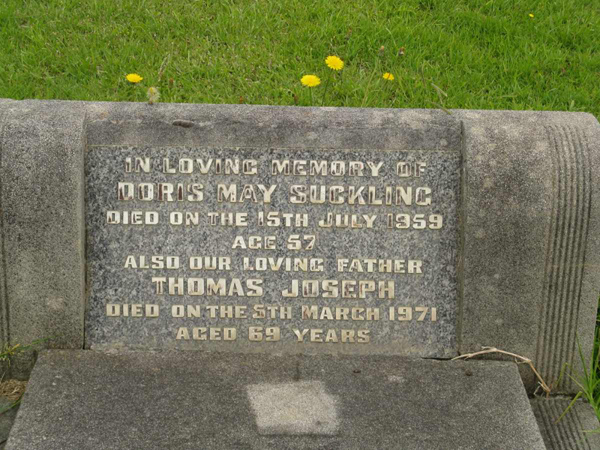 IN LOVING MEMORY OF
DORIS MAY SUCKLING
DIED ON THE 15TH JULY 1959
AGE 57
ALSO OUR LOVING FATHER
THOMAS JOSEPH
DIED ON THE 5TH MARCH 1971
AGED 69 YEARS